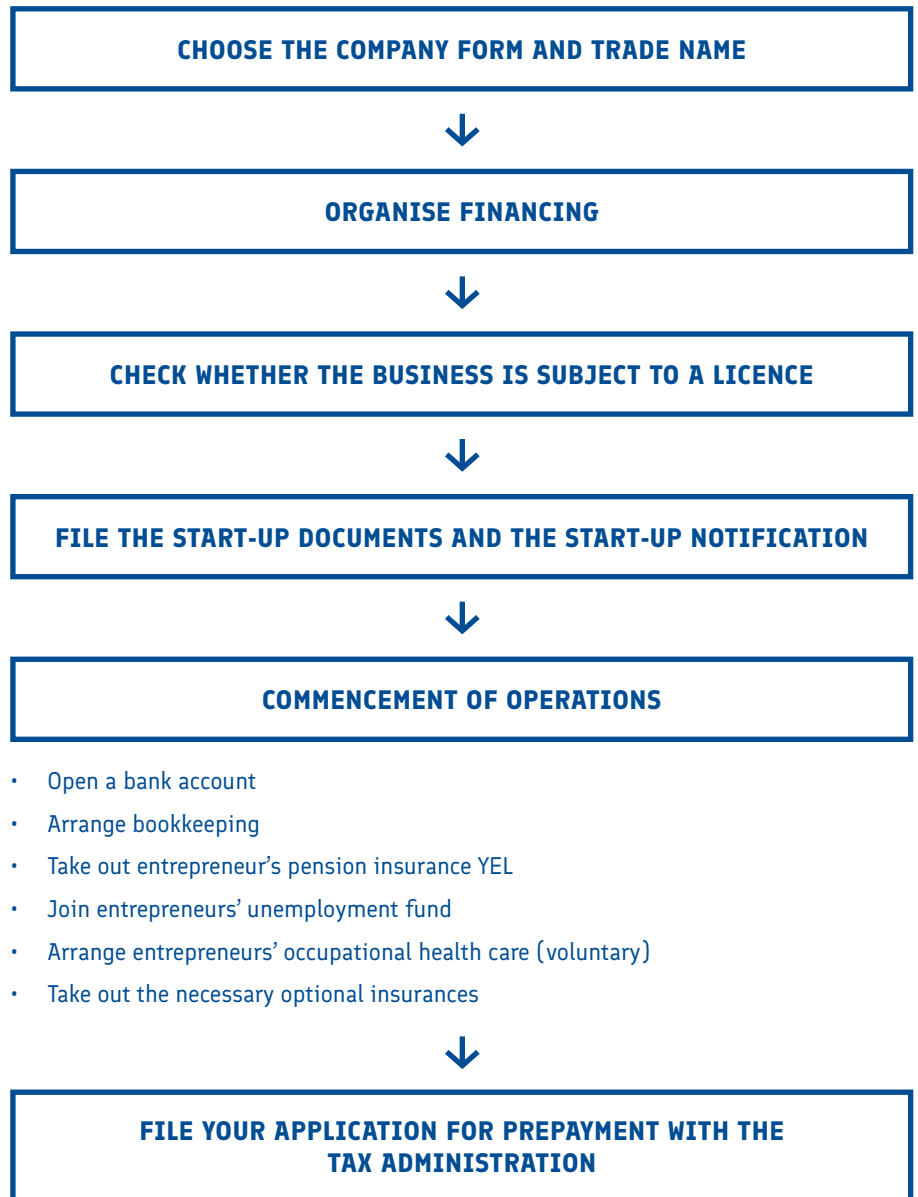 CHOOSE THE COMPANY FORM AND TRADE NAME
ORGANISE FINANCING
CHECK WHETHER THE BUSINESS IS SUBJECT TO A LICENCE
FILE THE START-UP DOCUMENTS AND THE START-UP NOTIFICATION
COMMENCEMENT OF OPERATIONS
• Open a bank account
• Arrange bookkeeping
• Take out entrepreneur’s pension insurance YEL
• Join entrepreneurs’ unemployment fund
• Arrange entrepreneurs’ occupational health care (voluntary)
• Take out the necessary optional insurances
FILE YOUR APPLICATION FOR PREPAYMENT WITH THE
TAX ADMINISTRATION